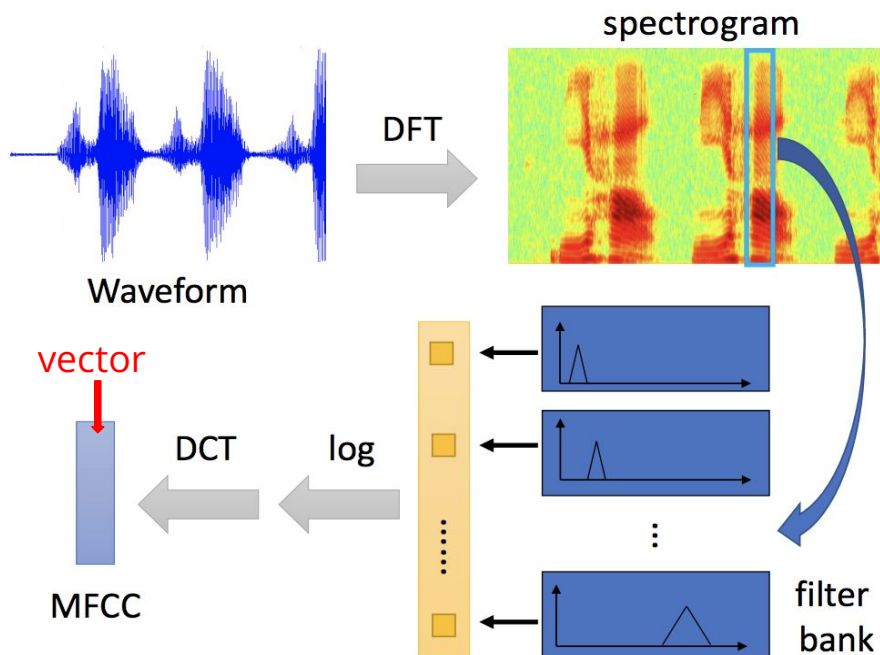 spectrogram
DFT
Waveform
vector
DCT
log
MFCC
...
......
filter
bank